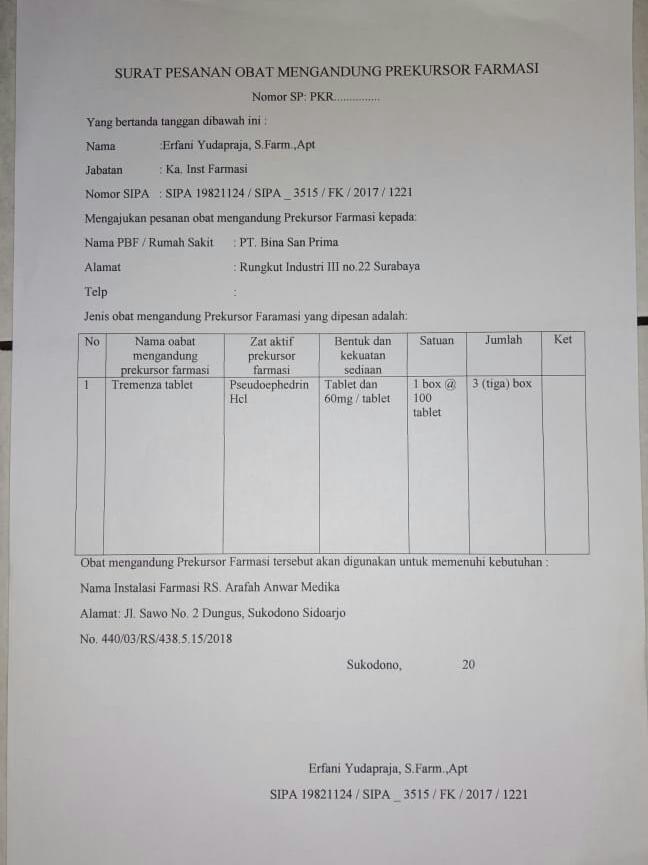 SURAT PESANAN OBAT MENGANDUNG PREKURSOR FARMASI
Nomor SP: PKR...............
Yang bertanda tanggan dibawah ini :
Nama :Erfani Yudapraja, S.Farm.,Apt
Jabatan : Ka. Inst Farmasi
Nomor SIPA : SIPA 19821124 / SIPA _ 3515 / FK / 2017 / 1221
Mengajukan pesanan obat mengandung Prekursor Farmasi kepada:
Nama PBF / Rumah Sakit : PT. Bina San Prima
Alamat : Rungkut Industri III no.22 Surabaya
Telp :
Jenis obat mengandung Prekursor Faramasi yang dipesan adalah:
No Nama oabat Zat aktif Bentuk dan Satuan Jumlah Ket
mengandung prekursor kekuatan
prekursor farmasi farmasi sediaan
1 Tremenza tablet Pseudoephedrin Tablet dan 1 box @ 3 (tiga) box
Hcl 60mg / tablet 100
tablet
Obat mengandung Prekursor Farmasi tersebut akan digunakan untuk memenuhi kebutuhan :
Nama Instalasi Farmasi RS. Arafah Anwar Medika
Alamat: Jl. Sawo No. 2 Dungus, Sukodono Sidoarjo
No. 440/03/RS/438.5.15/2018
Sukodono, 20
Erfani Yudapraja, S.Farm.,Apt
SIPA 19821124 / SIPA _ 3515 / FK / 2017 / 1221